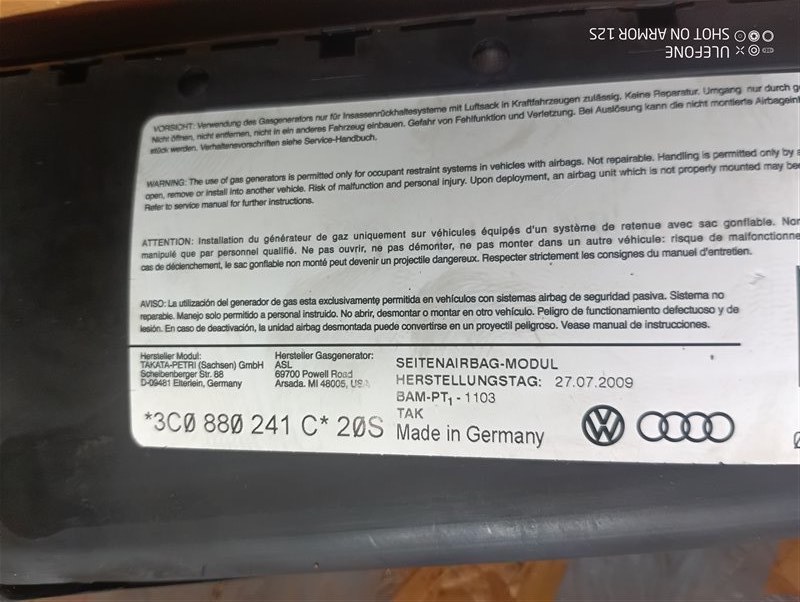 SHOT ON ARMOR 12S
ULEFONE
VORSICHT: Verwendung des Gasgenerators nur für Insassenrückhaltesysteme mit Luftsack in Kraftfahrzeugen zulässig. Keine Reparatur. Umgang nur durch
Nicht öffnen, nicht entfernen, nicht in ein anderes Fahrzeug einbauen. Gefahr von Fehlfunktion und Verletzung. Bei Auslösung kann die nicht montierte Airbagein
stück werden. Verhaltensvorschriften siehe Service-Handbuch.
WARNING: The use of gas generators is permitted only for occupant restraint systems in vehicles with airbags. Not repairable. Handling is permitted only by
open, remove or install into another vehicle. Risk of malfunction and personal injury. Upon deployment, an airbag unit which is not properly mounted may be
Refer to service manual for further instructions.
ATTENTION: Installation du générateur de gaz uniquement sur véhicules équipés d'un système de retenue avec sac gonflable. Non
manipulé que par personnel qualifié. Ne pas ouvrir, ne pas démonter, ne pas monter dans un autre véhicule: risque de malfonctionne
cas de déclenchement, le sac gonflable non monté peut devenir un projectile dangereux. Respecter strictement les consignes du manuel d'entretien.
AVISO: La utilización del generador de gas esta exclusivamente permitida en vehículos con sistemas airbag de seguridad pasiva. Sistema no
reparable. Manejo solo permitido a personal instruido. No abrir, desmontar o montar en otro vehículo. Peligro de funcionamiento defectuoso y de
lesión. En caso de deactivación, la unidad airbag desmontada puede convertirse en un proyectil peligroso. Vease manual de instrucciones.
Hersteller Modul:
TAKATA-PETRI (Sachsen) GmbH
Scheibenberger Str. 88
D-09481 Elterlein, Germany
Hersteller Gasgenerator:
ASL
69700 Powell Road
Arsada. MI 48005, USA
*3C0 880 241 C* 20S
SEITENAIRBAG-MODUL
HERSTELLUNGSTAG: 27.07.2009
BAM-PT₁ - 1103
TAK
Made in Germany